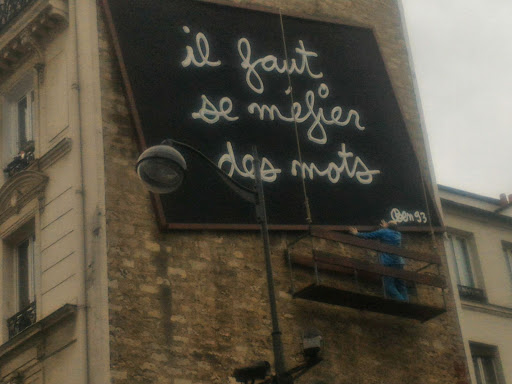 il faut
se méfier
des mots
Ben 93